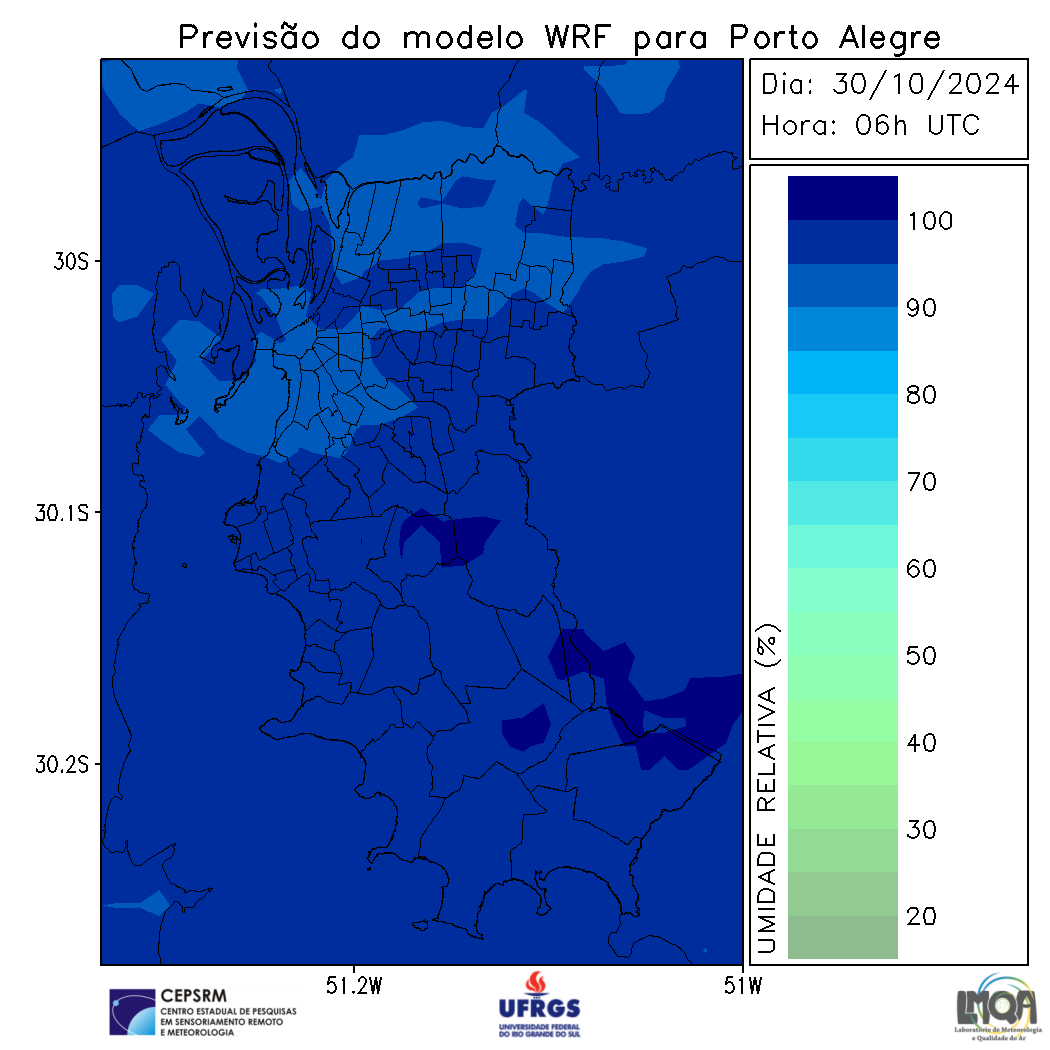 Previsão do modelo WRF para Porto Alegre
Dia: 30/10/2024
Hora: 06h UTC
100
90
80
70
60
50
40
30
20
UMIDADE RELATIVA (%)
30S
30.1S
30.2S
51.2W
51W
CEPSRM
CENTRO ESTADUAL DE PESQUISAS
EM SENSORIAMENTO REMOTO
E METEOROLOGIA
UFRGS
UNIVERSIDADE FEDERAL
DO RIO GRANDE DO SUL
LMQA
Laboratório de Meteorologia
e Qualidade do Ar